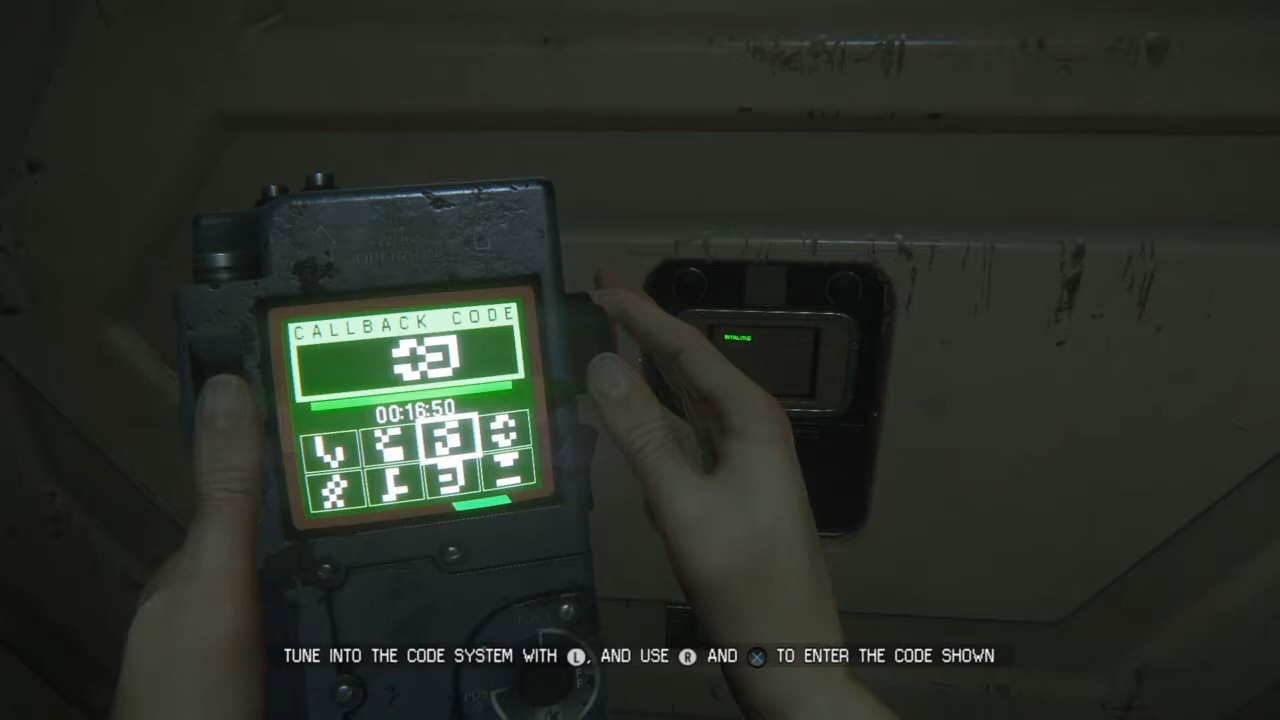 CALLBACK CODE
00:16:50
TUNE INTO THE CODE SYSTEM WITH L, AND USE R AND X TO ENTER THE CODE SHOWN